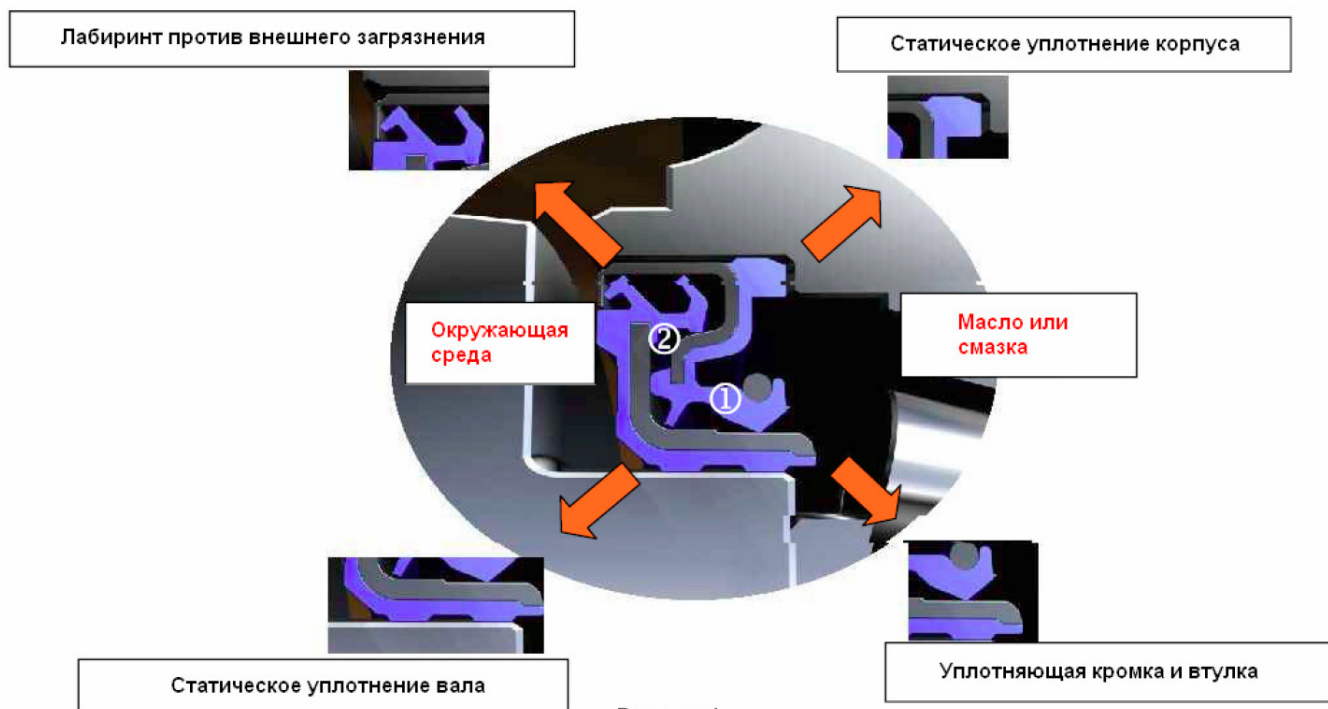 Лабиринт против внешнего загрязнения
Статическое уплотнение корпуса
Окружающая
среда
Масло или
смазка
2
1
Статическое уплотнение вала
Уплотняющая кромка и втулка